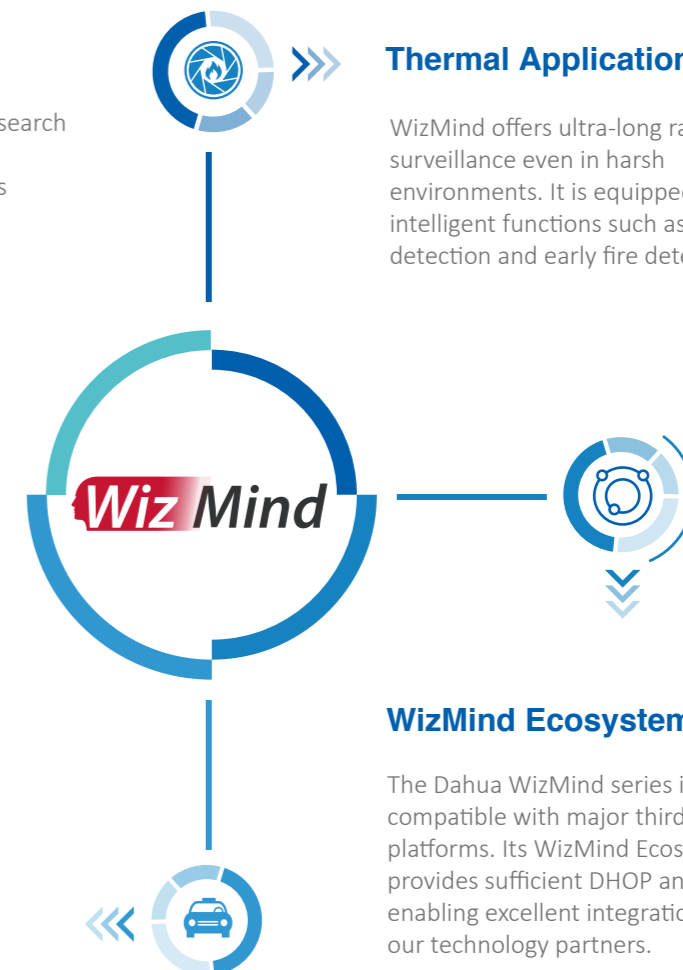 search
s
Thermal Application
WizMind offers ultra-long ra
surveillance even in harsh
environments. It is equipped
intelligent functions such as
detection and early fire dete
Wiz Mind
WizMind Ecosystem
The Dahua WizMind series i
compatible with major third
platforms. Its WizMind Ecos
provides sufficient DHOP an
enabling excellent integratio
our technology partners.